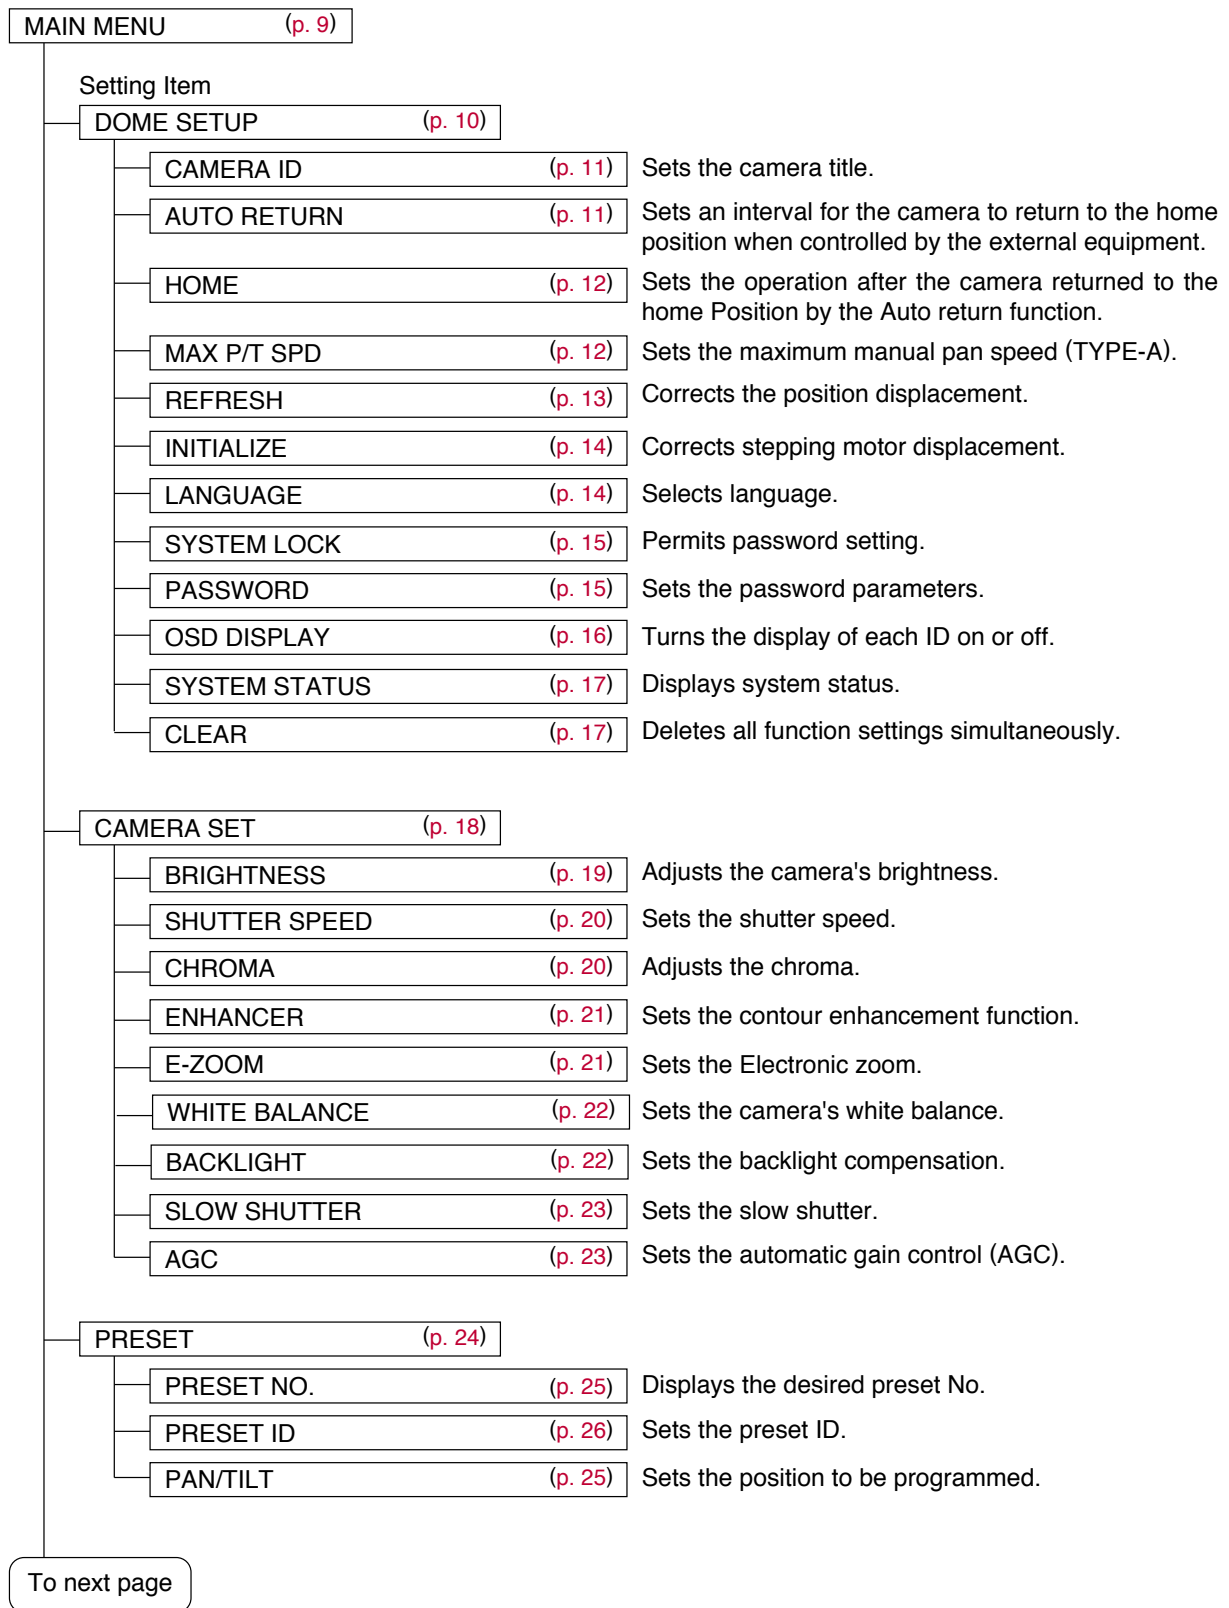 MAIN MENU (p. 9)
Setting Item
DOME SETUP (p. 10)
CAMERA ID (p. 11) Sets the camera title.
AUTO RETURN (p. 11) Sets an interval for the camera to return to the home
position when controlled by the external equipment.
HOME (p. 12) Sets the operation after the camera returned to the
home Position by the Auto return function.
MAX P/T SPD (p. 12) Sets the maximum manual pan speed (TYPE-A).
REFRESH (p. 13) Corrects the position displacement.
INITIALIZE (p. 14) Corrects stepping motor displacement.
LANGUAGE (p. 14) Selects language.
SYSTEM LOCK (p. 15) Permits password setting.
PASSWORD (p. 15) Sets the password parameters.
OSD DISPLAY (p. 16) Turns the display of each ID on or off.
SYSTEM STATUS (p. 17) Displays system status.
CLEAR (p. 17) Deletes all function settings simultaneously.
CAMERA SET (p. 18)
BRIGHTNESS (p. 19) Adjusts the camera's brightness.
SHUTTER SPEED (p. 20) Sets the shutter speed.
CHROMA (p. 20) Adjusts the chroma.
ENHANCER (p. 21) Sets the contour enhancement function.
E-ZOOM (p. 21) Sets the Electronic zoom.
WHITE BALANCE (p. 22) Sets the camera's white balance.
BACKLIGHT (p. 22) Sets the backlight compensation.
SLOW SHUTTER (p. 23) Sets the slow shutter.
AGC (p. 23) Sets the automatic gain control (AGC).
PRESET (p. 24)
PRESET NO. (p. 25) Displays the desired preset No.
PRESET ID (p. 26) Sets the preset ID.
PAN/TILT (p. 25) Sets the position to be programmed.
To next page